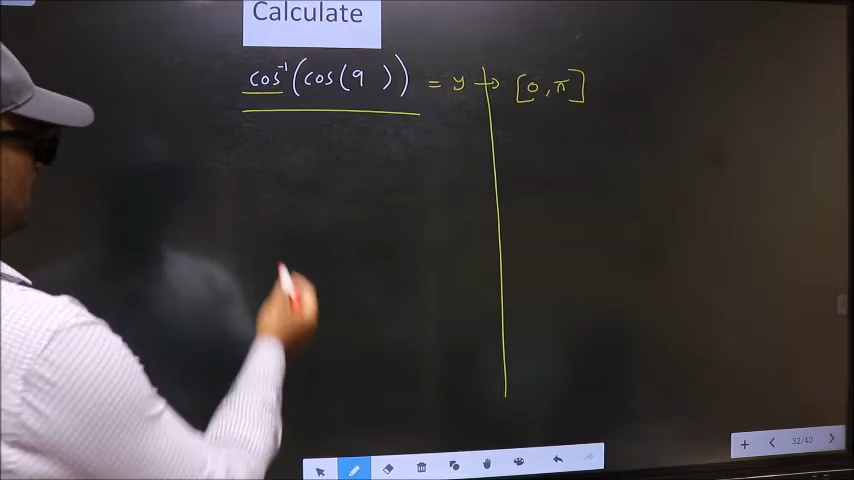 Calculate
cos⁻¹(cos(9 )) = y → [0, π]
32/40